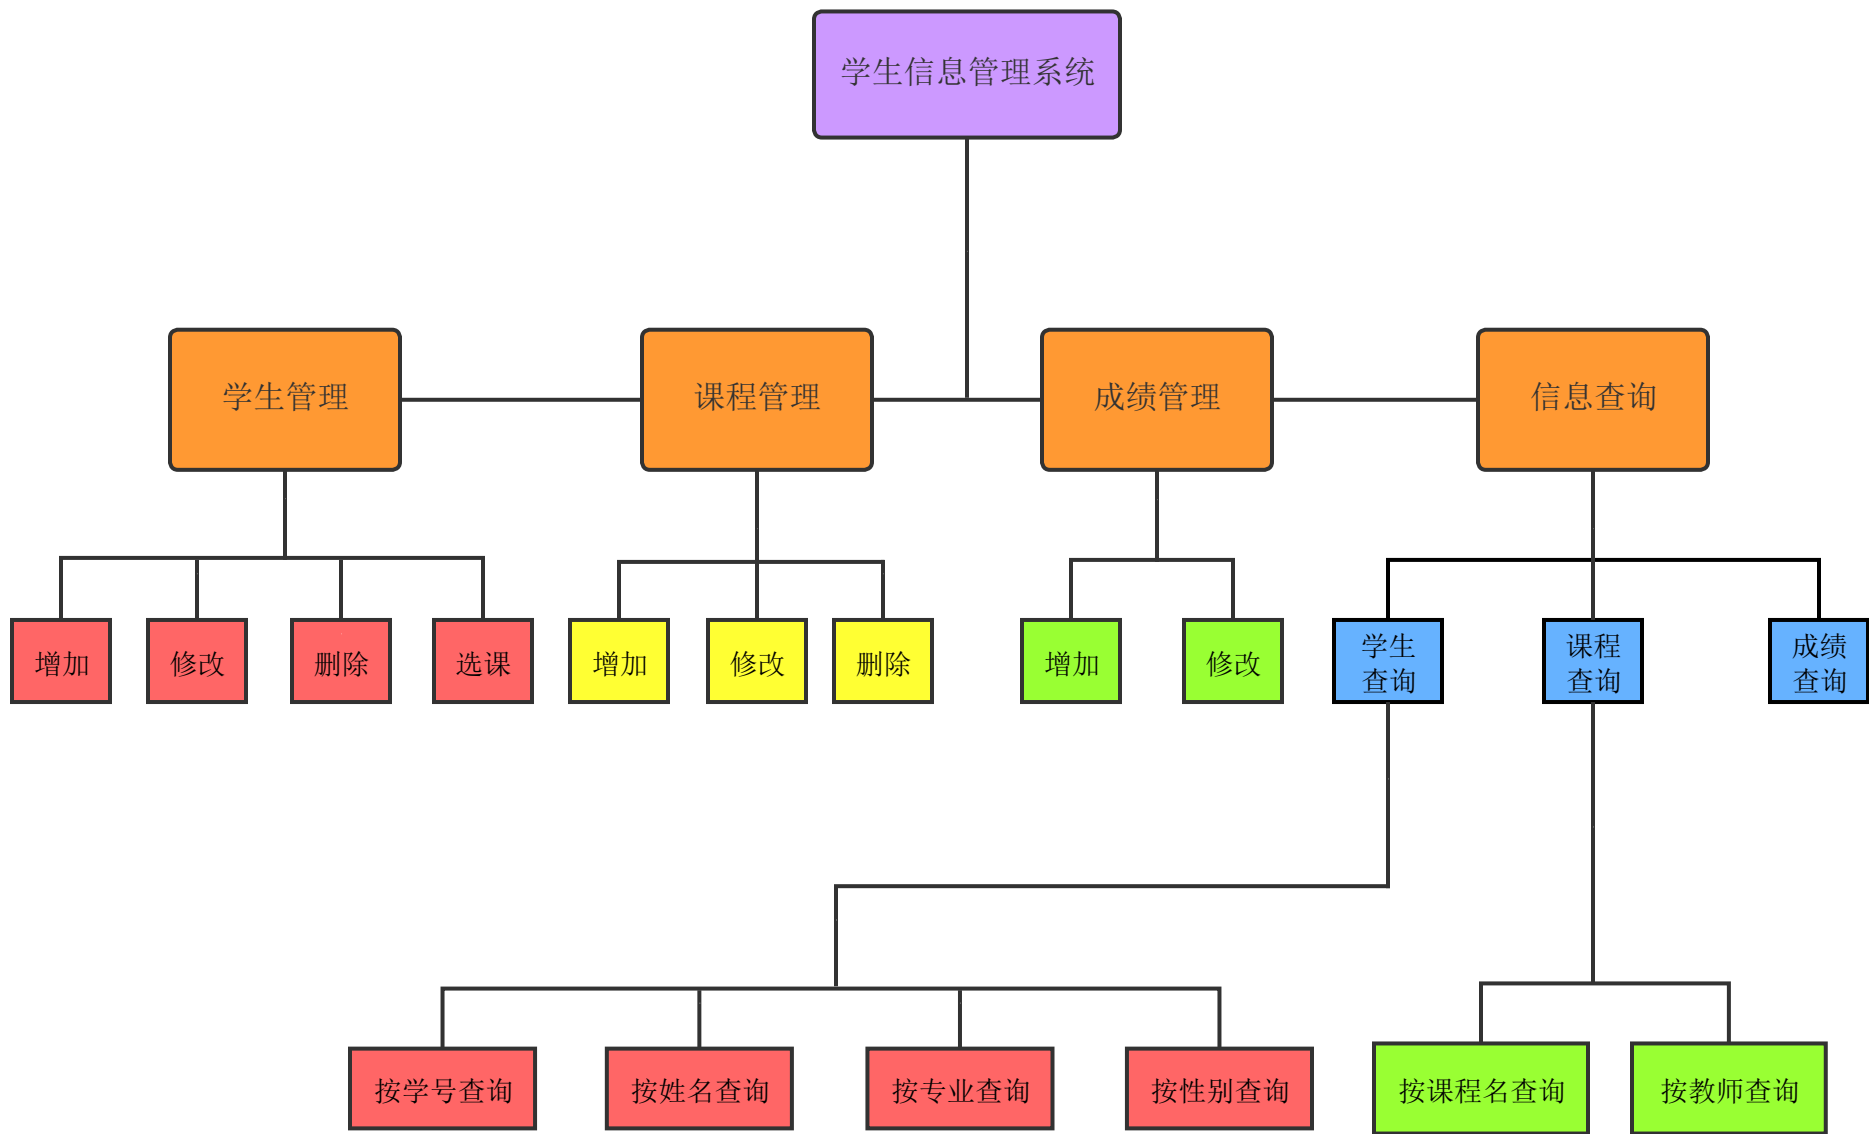 学生信息管理系统
学生管理
课程管理
成绩管理
信息查询
增加
修改
删除
选课
增加
修改
删除
增加
修改
学生
查询
课程
查询
成绩
查询
按学号查询
按姓名查询
按专业查询
按性别查询
按课程名查询
按教师查询